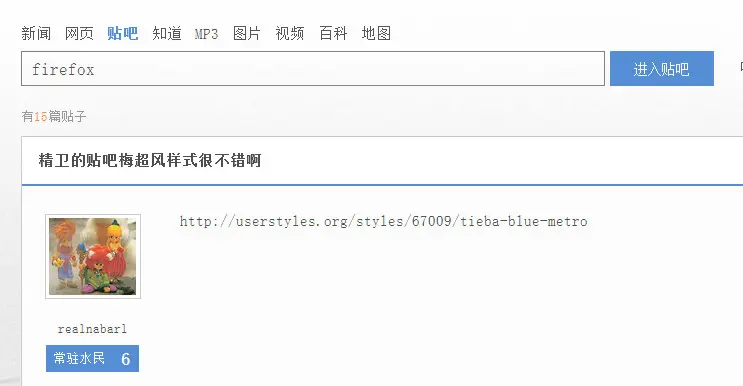 新闻 网页 贴吧 知道 MP3 图片 视频 百科 地图
firefox 进入贴吧
有15篇贴子
精卫的贴吧梅超风样式很不错啊
http://userstyles.org/styles/67009/tieba-blue-metro
realnabarl
常驻水民 6